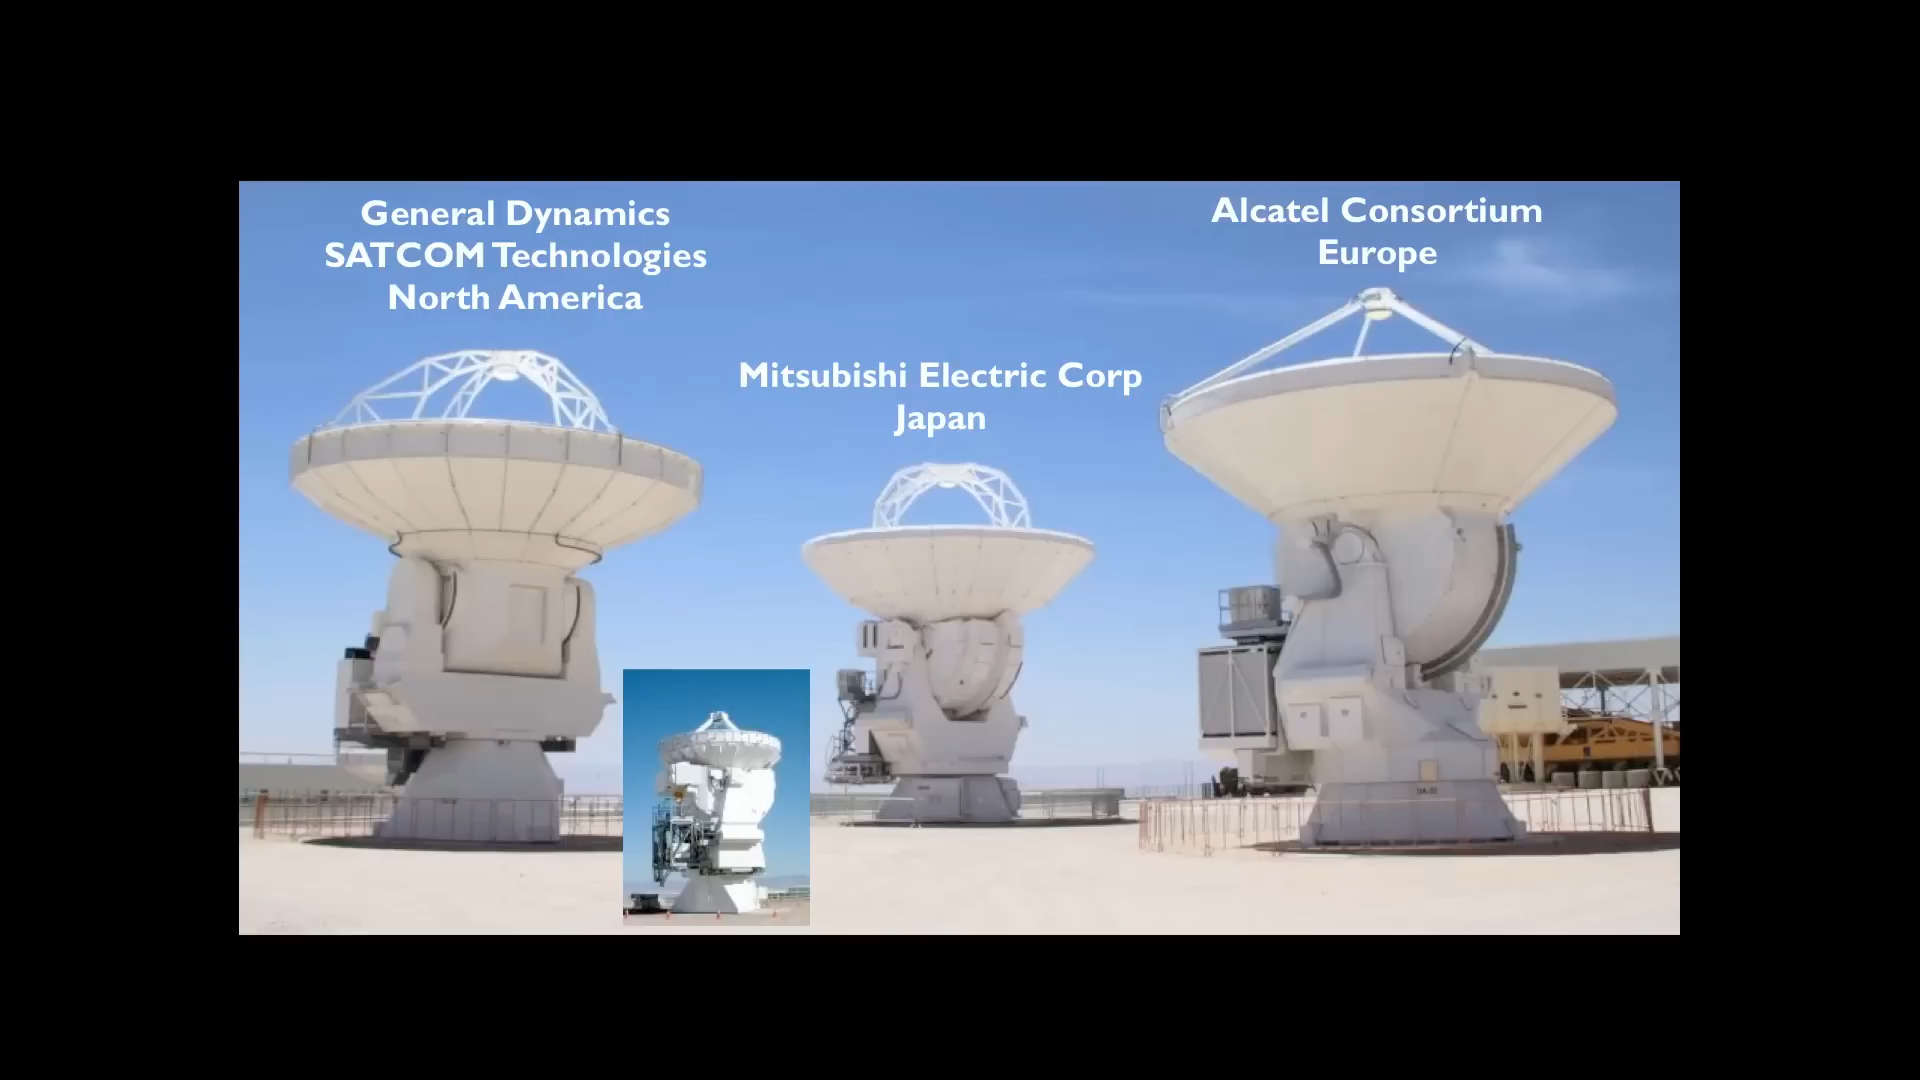 General Dynamics
SATCOM Technologies
North America
Mitsubishi Electric Corp
Japan
Alcatel Consortium
Europe